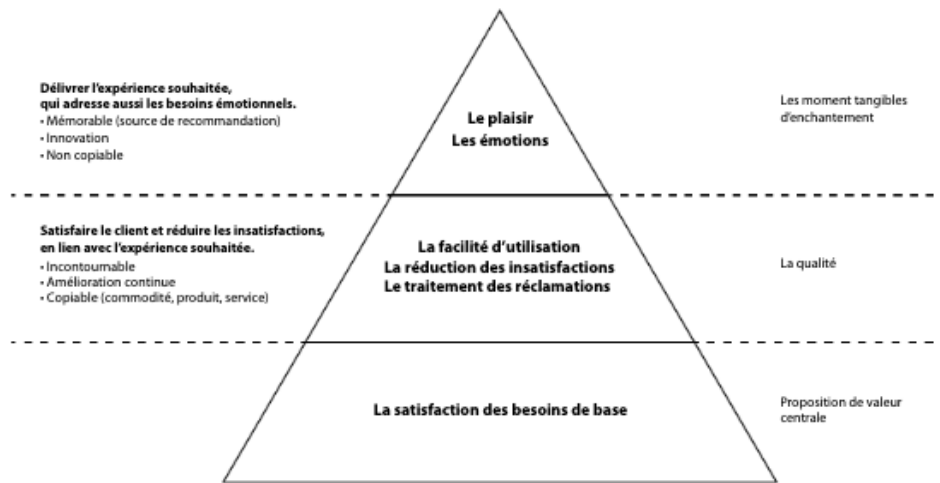 Délivrer l'expérience souhaitée,
qui adresse aussi les besoins émotionnels.
• Mémorable (source de recommandation)
• Innovation
• Non copiable
Le plaisir
Les émotions
Les moment tangibles
d'enchantement
Satisfaire le client et réduire les insatisfactions,
en lien avec l'expérience souhaitée.
• Incontournable
• Amélioration continue
• Copiable (commodité, produit, service)
La facilité d'utilisation
La réduction des insatisfactions
Le traitement des réclamations
La qualité
La satisfaction des besoins de base
Proposition de valeur
centrale